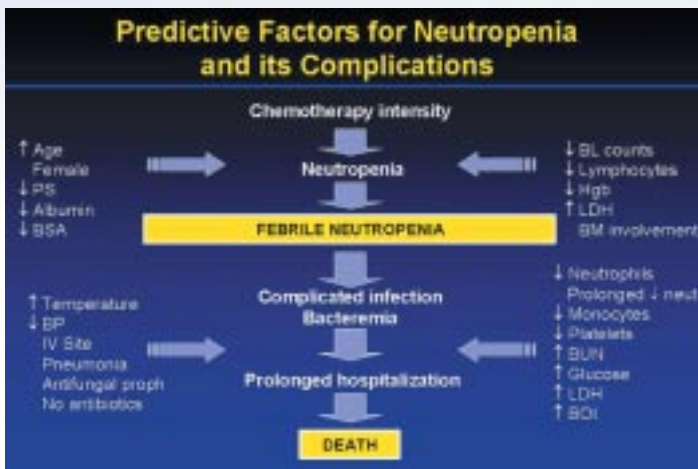 Predictive Factors for Neutropenia
and its Complications
Chemotherapy intensity
↑ Age
Female
↓ PS
↓ Albumin
↓ BSA
Neutropenia
↓ BL counts
↓ Lymphocytes
↓ Hgb
↑ LDH
BM involvement
FEBRILE NEUTROPENIA
↑ Temperature
↓ BP
IV Site
Pneumonia
Antifungal proph
No antibiotics
Complicated infection
Bacteremia
Prolonged hospitalization
↓ Neutrophils
Prolonged ↓ neut
↓ Monocytes
↓ Platelets
↑ BUN
↑ Glucose
↑ LDH
↑
DEATH